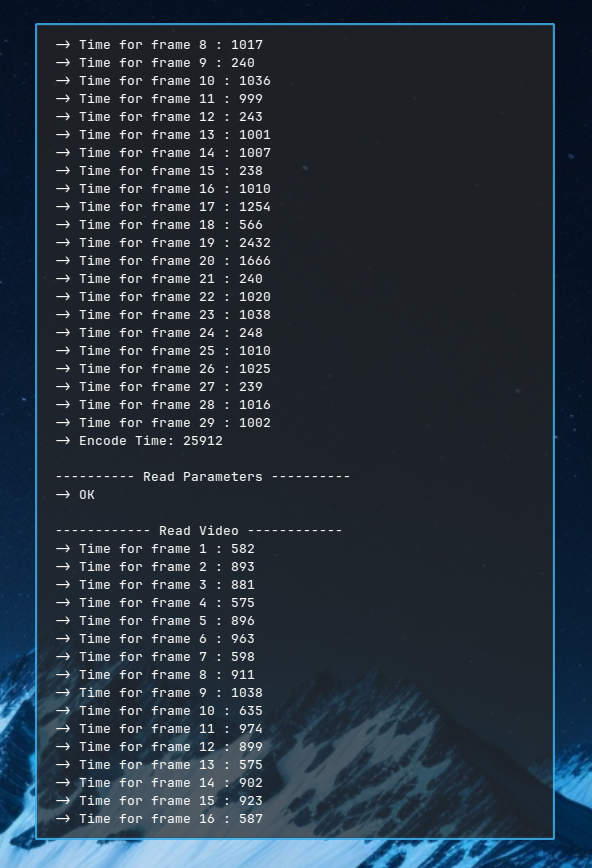 -> Time for frame 8 : 1017
-> Time for frame 9 : 240
-> Time for frame 10 : 1036
-> Time for frame 11 : 999
-> Time for frame 12 : 243
-> Time for frame 13 : 1001
-> Time for frame 14 : 1007
-> Time for frame 15 : 238
-> Time for frame 16 : 1010
-> Time for frame 17 : 1254
-> Time for frame 18 : 566
-> Time for frame 19 : 2432
-> Time for frame 20 : 1666
-> Time for frame 21 : 240
-> Time for frame 22 : 1020
-> Time for frame 23 : 1038
-> Time for frame 24 : 248
-> Time for frame 25 : 1010
-> Time for frame 26 : 1025
-> Time for frame 27 : 239
-> Time for frame 28 : 1016
-> Time for frame 29 : 1002
-> Encode Time: 25912
---------- Read Parameters ----------
-> OK
------------ Read Video ------------
-> Time for frame 1 : 582
-> Time for frame 2 : 893
-> Time for frame 3 : 881
-> Time for frame 4 : 575
-> Time for frame 5 : 896
-> Time for frame 6 : 963
-> Time for frame 7 : 598
-> Time for frame 8 : 911
-> Time for frame 9 : 1038
-> Time for frame 10 : 635
-> Time for frame 11 : 974
-> Time for frame 12 : 899
-> Time for frame 13 : 575
-> Time for frame 14 : 902
-> Time for frame 15 : 923
-> Time for frame 16 : 587